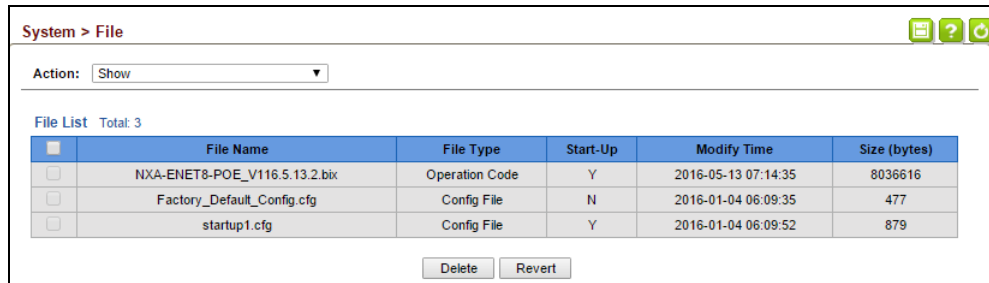 System > File
?
Action: Show
File List Total: 3
File Name File Type Start-Up Modify Time Size (bytes)
NXA-ENET8-POE_V116.5.13.2.bix Operation Code Y 2016-05-13 07:14:35 8036616
Factory_Default_Config.cfg Config File N 2016-01-04 06:09:35 477
startup1.cfg Config File Y 2016-01-04 06:09:52 879
Delete Revert